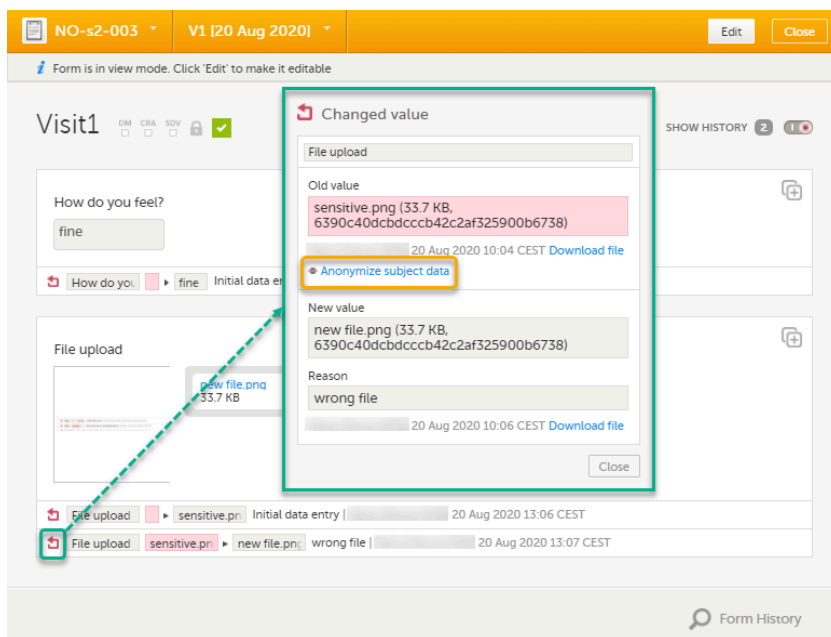 NO-s2-003
V1 [20 Aug 2020]
Edit
Close
i Form is in view mode. Click 'Edit' to make it editable
Visit1
DM CRA SDV
SHOW HISTORY 2
How do you feel?
fine
How do you fine Initial data en
File upload
new file.png
33.7 KB
File upload sensitive.pn Initial data entry | 20 Aug 2020 13:06 CEST
File upload sensitive.pn new file.png wrong file | 20 Aug 2020 13:07 CEST
Changed value
File upload
Old value
sensitive.png (33.7 KB,
6390c40dcbdcccb42c2af325900b6738)
20 Aug 2020 10:04 CEST Download file
Anonymize subject data
New value
new file.png (33.7 KB,
6390c40dcbdcccb42c2af325900b6738)
Reason
wrong file
20 Aug 2020 10:06 CEST Download file
Close
Form History